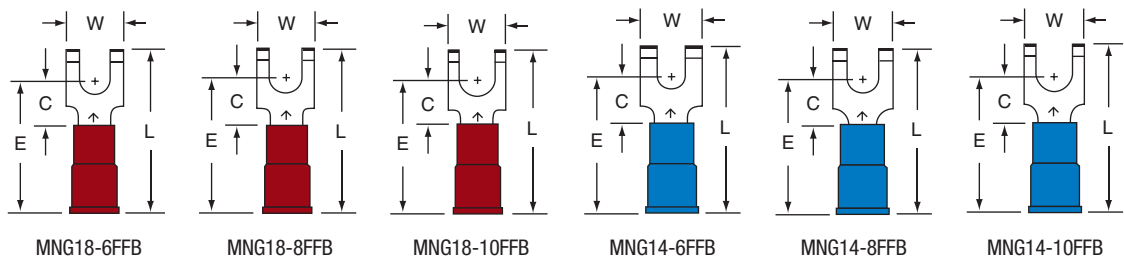 W W W W W W
C C C C C C
E L E L E L E L E L E L
MNG18-6FFB MNG18-8FFB MNG18-10FFB MNG14-6FFB MNG14-8FFB MNG14-10FFB